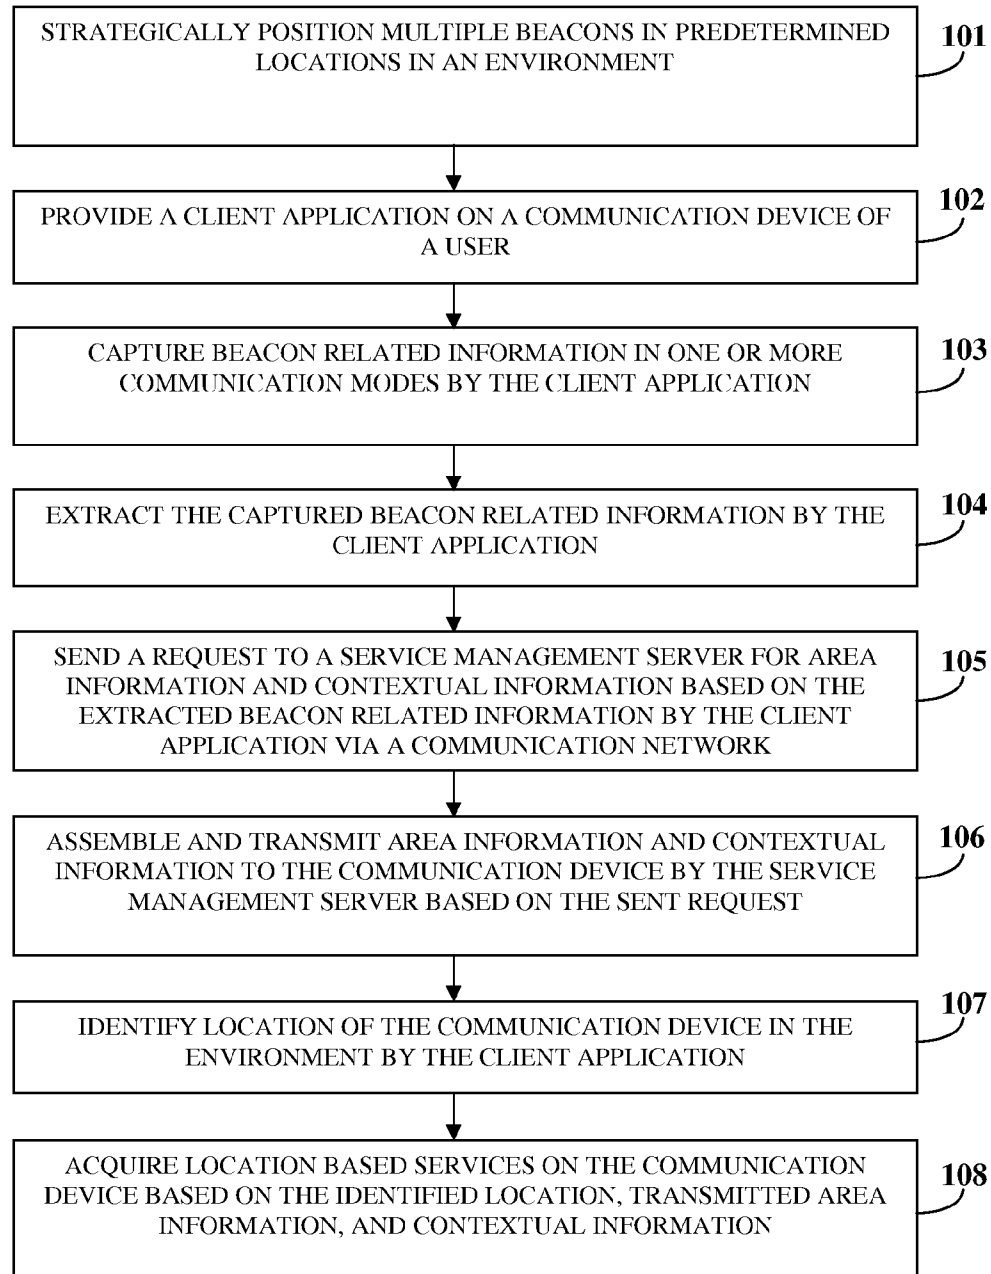 STRATEGICALLY POSITION MULTIPLE BEACONS IN PREDETERMINED
LOCATIONS IN AN ENVIRONMENT
101
PROVIDE A CLIENT APPLICATION ON A COMMUNICATION DEVICE OF
A USER
102
CAPTURE BEACON RELATED INFORMATION IN ONE OR MORE
COMMUNICATION MODES BY THE CLIENT APPLICATION
103
EXTRACT THE CAPTURED BEACON RELATED INFORMATION BY THE
CLIENT APPLICATION
104
SEND A REQUEST TO A SERVICE MANAGEMENT SERVER FOR AREA
INFORMATION AND CONTEXTUAL INFORMATION BASED ON THE
EXTRACTED BEACON RELATED INFORMATION BY THE CLIENT
APPLICATION VIA A COMMUNICATION NETWORK
105
ASSEMBLE AND TRANSMIT AREA INFORMATION AND CONTEXTUAL
INFORMATION TO THE COMMUNICATION DEVICE BY THE SERVICE
MANAGEMENT SERVER BASED ON THE SENT REQUEST
106
IDENTIFY LOCATION OF THE COMMUNICATION DEVICE IN THE
ENVIRONMENT BY THE CLIENT APPLICATION
107
ACQUIRE LOCATION BASED SERVICES ON THE COMMUNICATION
DEVICE BASED ON THE IDENTIFIED LOCATION, TRANSMITTED AREA
INFORMATION, AND CONTEXTUAL INFORMATION
108